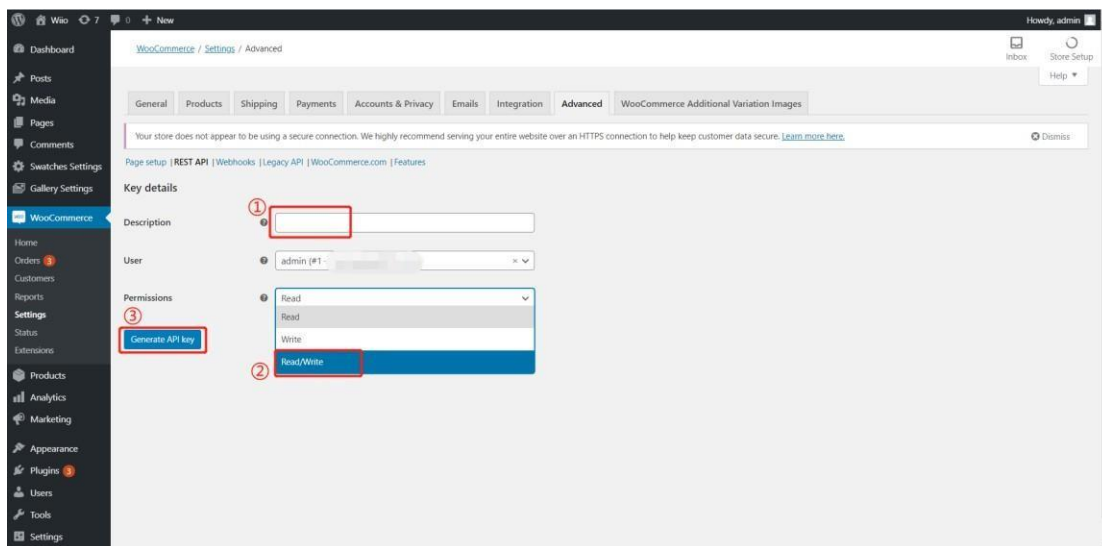 Wiio 7 0 + New Howdy, admin
Dashboard
Posts
Media
Pages
Comments
Swatches Settings
Gallery Settings
WooCommerce
Home
Orders 3
Customers
Reports
Settings
Status
Extensions
Products
Analytics
Marketing
Appearance
Plugins 3
Users
Tools
Settings
WooCommerce / Settings / Advanced
Inbox
Store Setup
Help
General Products Shipping Payments Accounts & Privacy Emails Integration Advanced WooCommerce Additional Variation Images
Your store does not appear to be using a secure connection. We highly recommend serving your entire website over an HTTPS connection to help keep customer data secure. Learn more here. Dismiss
Page setup | REST API | Webhooks | Legacy API | WooCommerce.com | Features
Key details
①
Description
User admin (#1 -
Permissions Read
Read
Write
Read/Write
②
③
Generate API key